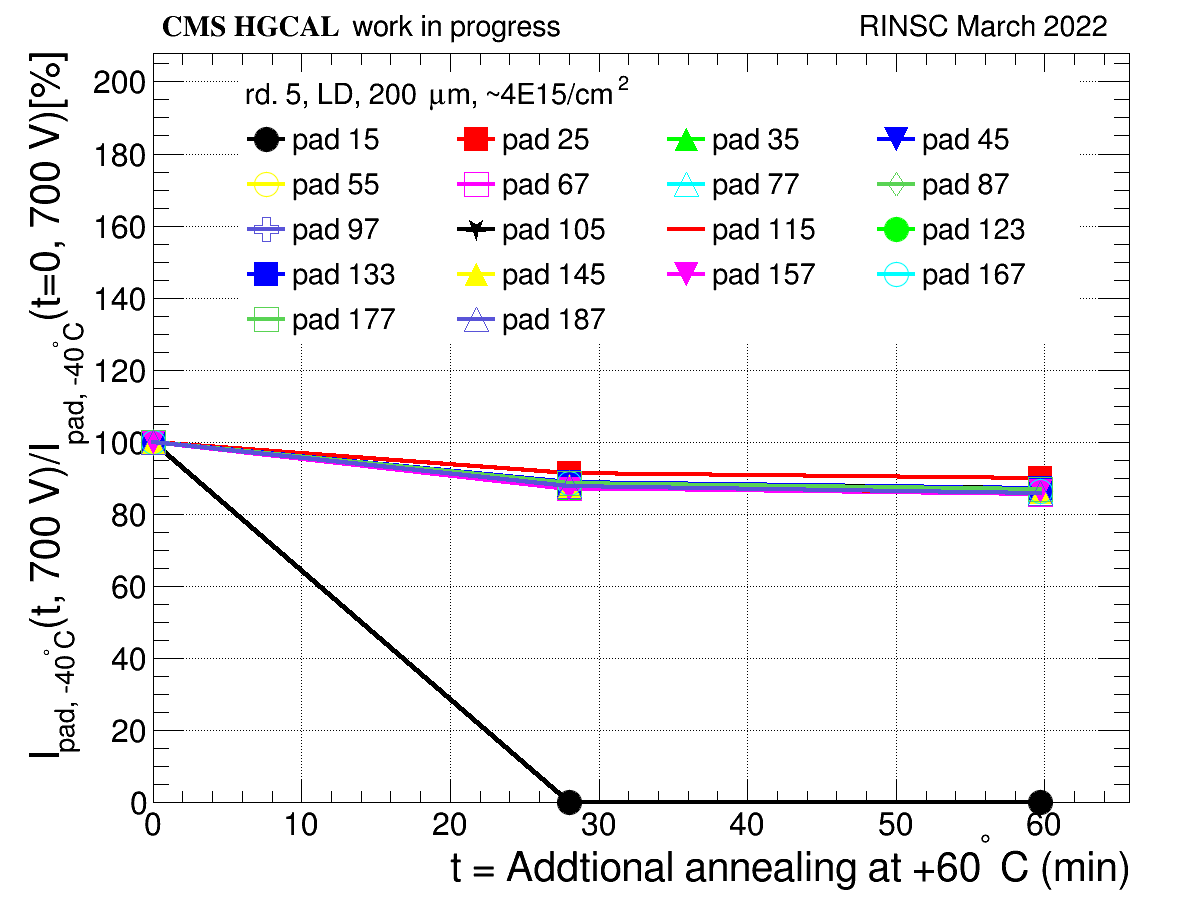 CMS HGCAL work in progress RINSC March 2022
rd. 5, LD, 200 μm, ~4E15/cm²
pad 15 pad 25 pad 35 pad 45
pad 55 pad 67 pad 77 pad 87
pad 97 pad 105 pad 115 pad 123
pad 133 pad 145 pad 157 pad 167
pad 177 pad 187
I_pad, -40°C(t, 700 V)/I_pad, -40°C(t=0, 700 V)[%]
200
180
160
140
120
100
80
60
40
20
0
0 10 20 30 40 50 60
t = Addtional annealing at +60°C (min)